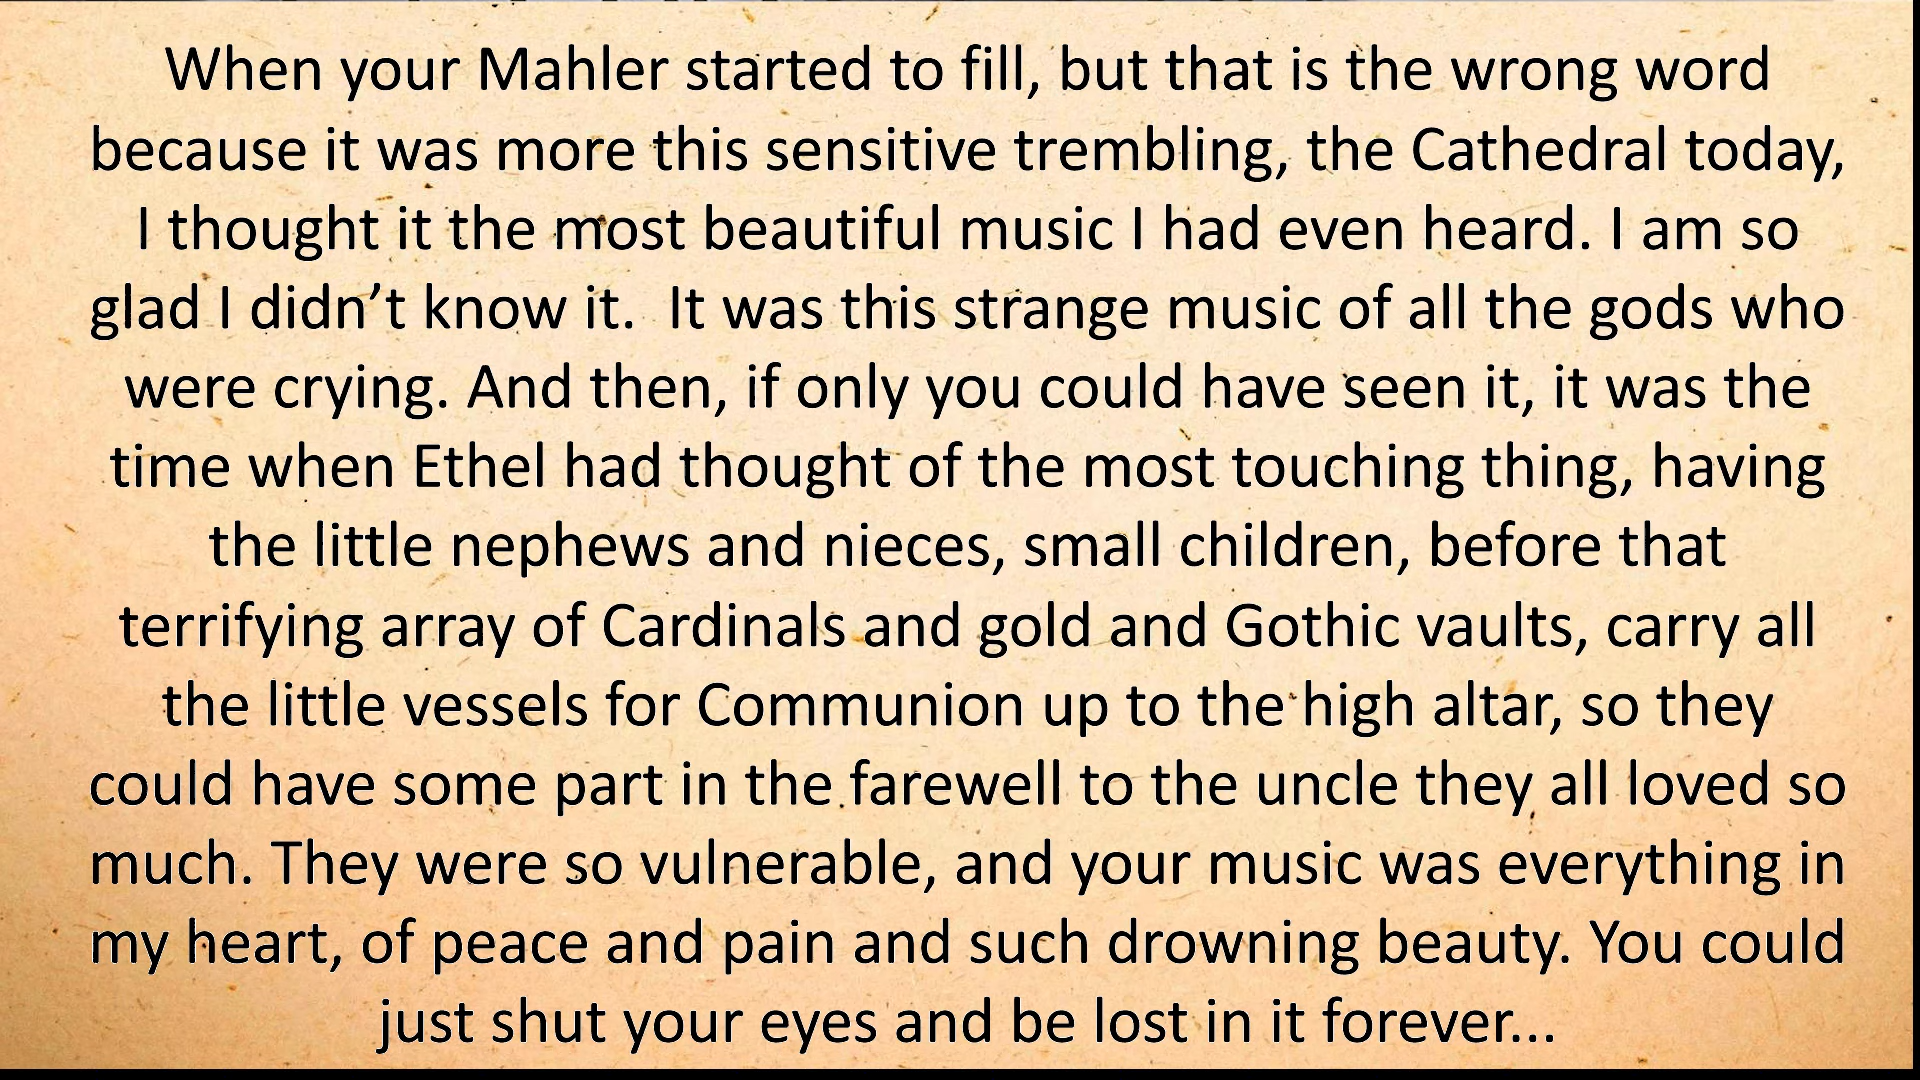 When your Mahler started to fill, but that is the wrong word
because it was more this sensitive trembling, the Cathedral today,
I thought it the most beautiful music I had even heard. I am so
glad I didn’t know it.  It was this strange music of all the gods who
were crying. And then, if only you could have seen it, it was the
time when Ethel had thought of the most touching thing, having
the little nephews and nieces, small children, before that
terrifying array of Cardinals and gold and Gothic vaults, carry all
the little vessels for Communion up to the high altar, so they
could have some part in the farewell to the uncle they all loved so
much. They were so vulnerable, and your music was everything in
my heart, of peace and pain and such drowning beauty. You could
just shut your eyes and be lost in it forever...